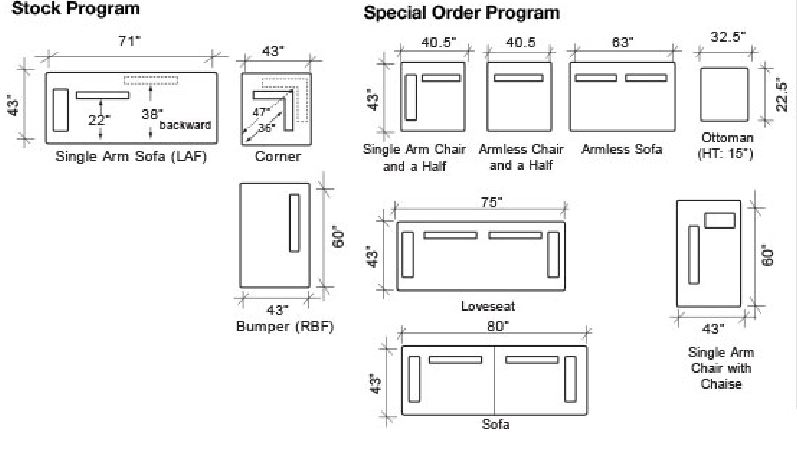 Stock Program
71"
43"
43"
22"
38"
backward
47"
36"
Single Arm Sofa (LAF)
Corner
60"
43"
Bumper (RBF)
Special Order Program
40.5"
40.5
63"
32.5"
43"
22.5"
Single Arm Chair
and a Half
Armless Chair
and a Half
Armless Sofa
Ottoman
(HT: 15")
75"
43"
Loveseat
60"
43"
Single Arm
Chair with
Chaise
80"
43"
Sofa